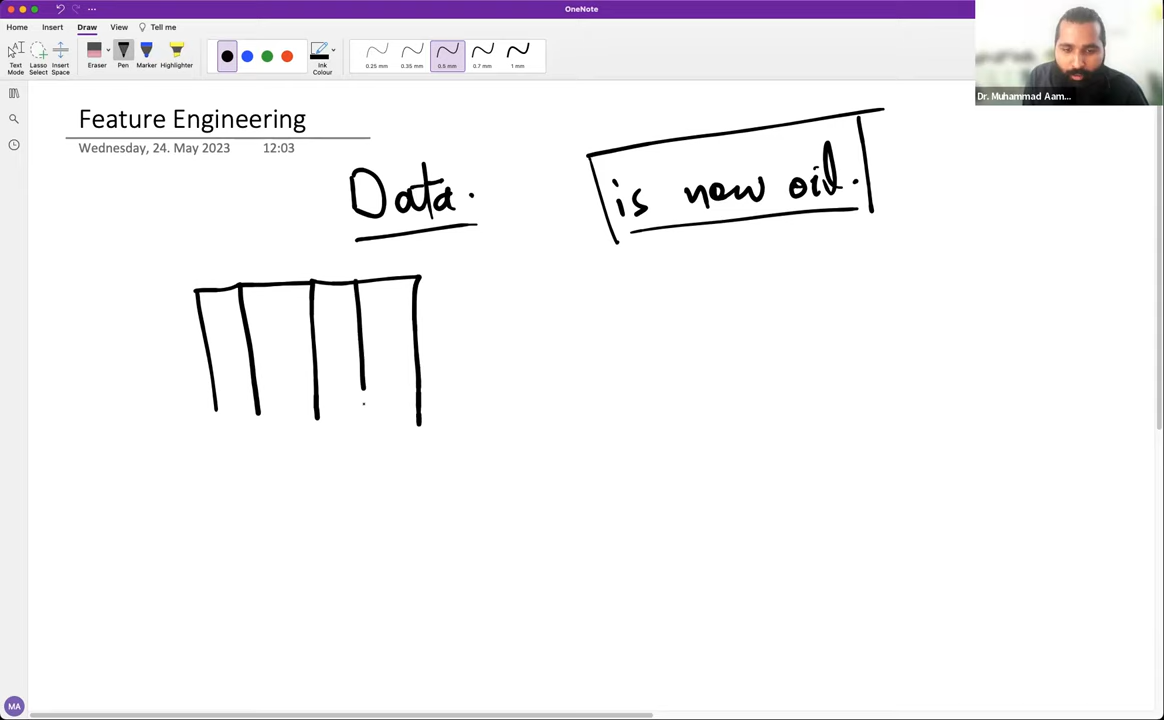 OneNote
Home Insert Draw View Tell me
Text Mode
Lasso Select
Insert Space
Eraser
Pen
Marker
Highlighter
Ink Colour
0.25 mm
0.35 mm
0.5 mm
0.7 mm
1 mm
Dr. Muhammad Aam...
Feature Engineering
Wednesday, 24. May 2023 12:03
Data. is new oil.
MA